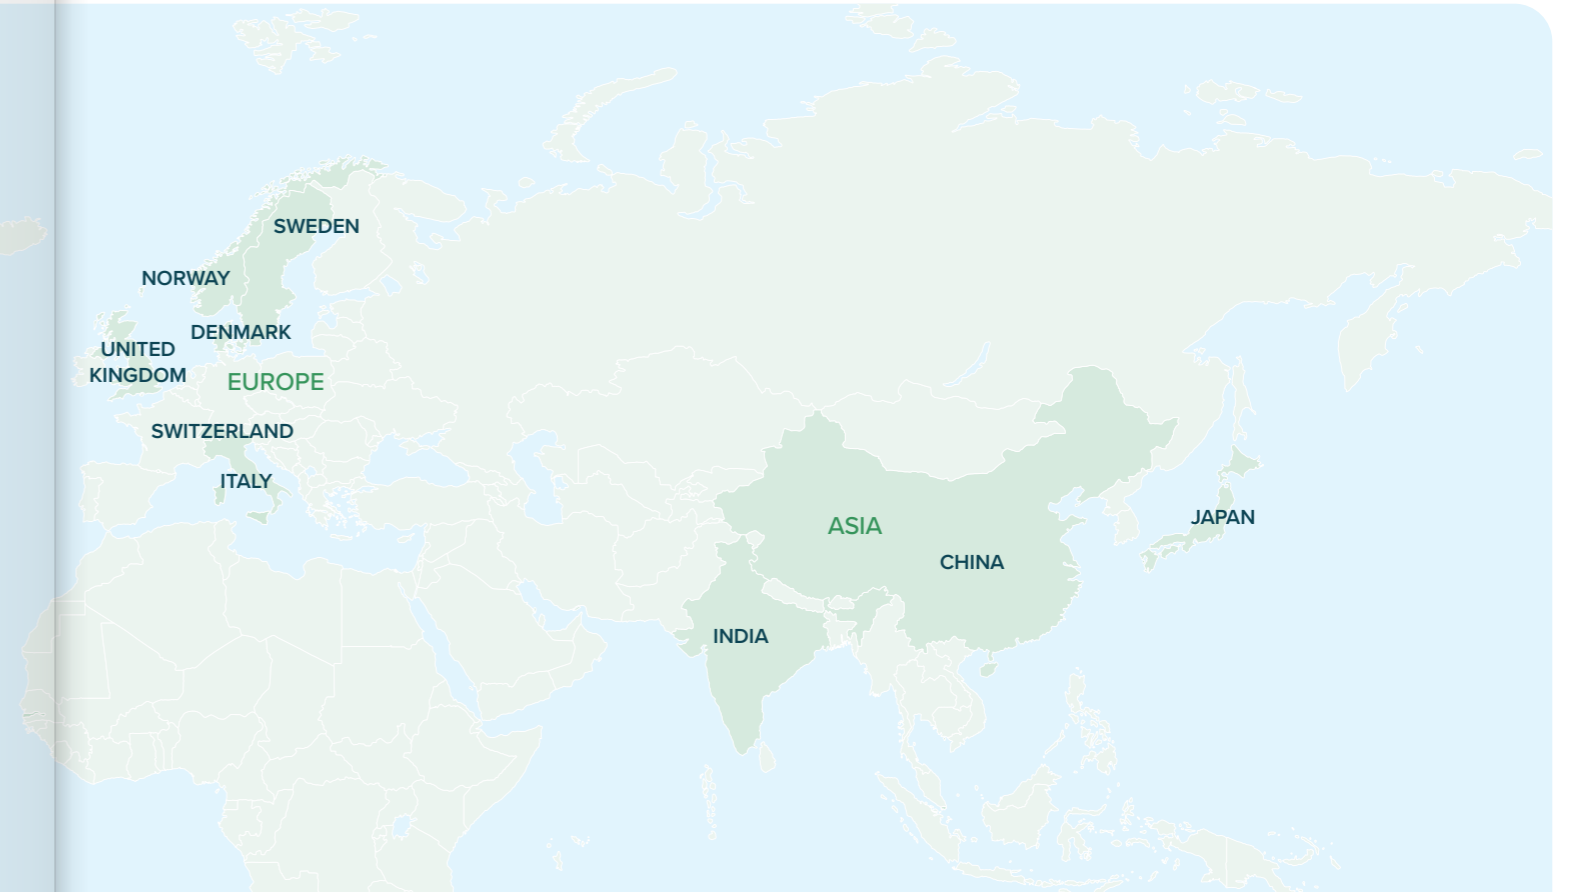 SWEDEN
NORWAY
DENMARK
UNITED
KINGDOM
EUROPE
SWITZERLAND
ITALY
ASIA
JAPAN
CHINA
INDIA